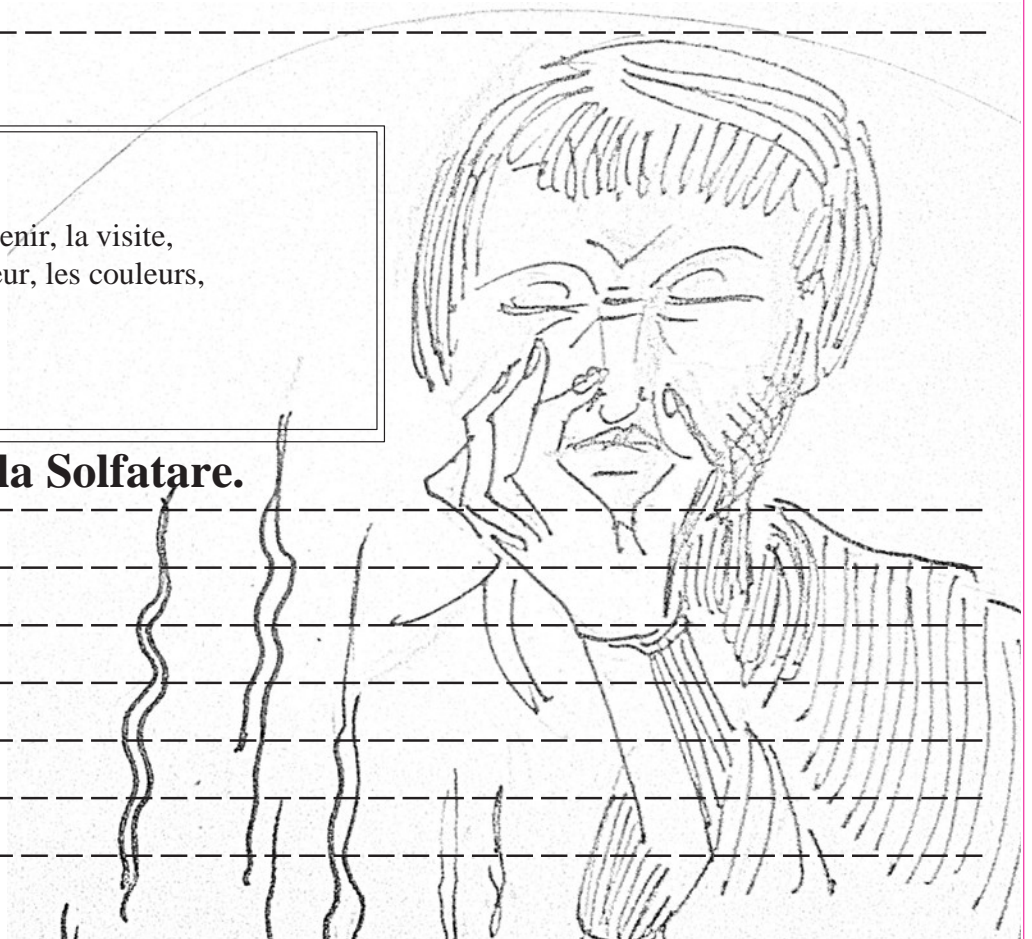 enir, la visite,
eur, les couleurs,
la Solfatare.